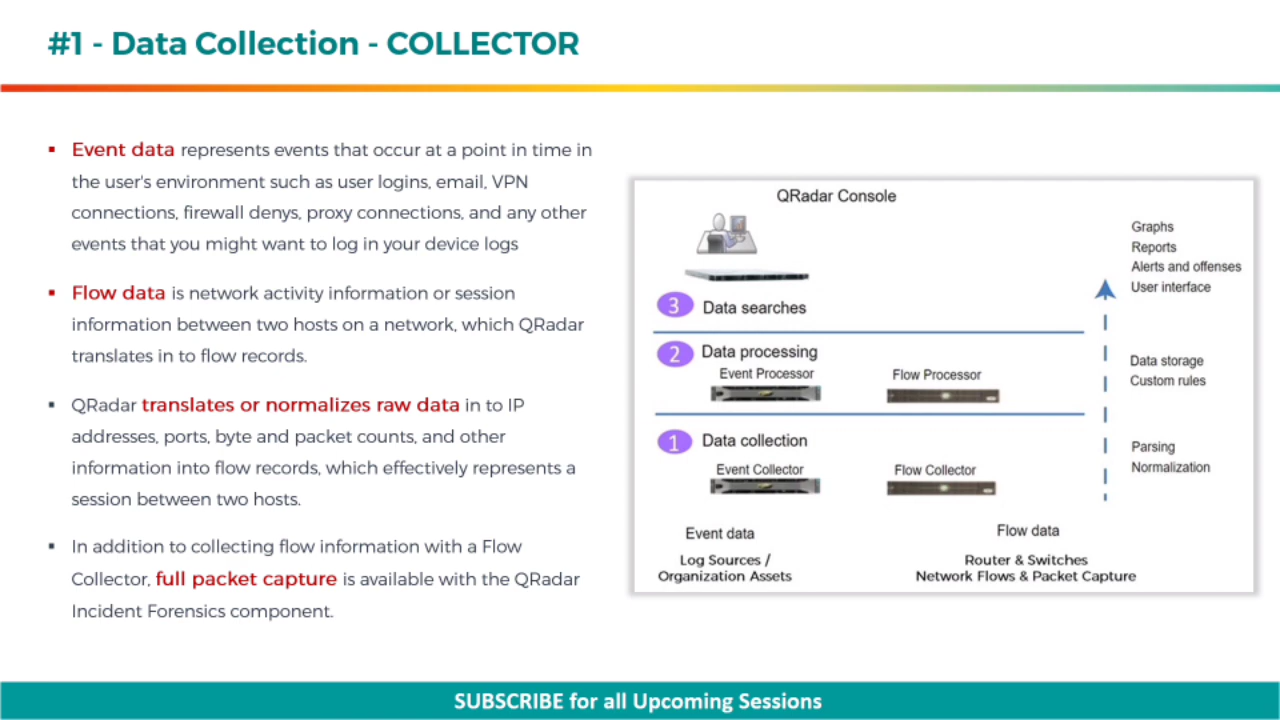 #1 - Data Collection - COLLECTOR
▪ Event data represents events that occur at a point in time in
the user's environment such as user logins, email, VPN
connections, firewall denys, proxy connections, and any other
events that you might want to log in your device logs
▪ Flow data is network activity information or session
information between two hosts on a network, which QRadar
translates in to flow records.
▪ QRadar translates or normalizes raw data in to IP
addresses, ports, byte and packet counts, and other
information into flow records, which effectively represents a
session between two hosts.
▪ In addition to collecting flow information with a Flow
Collector, full packet capture is available with the QRadar
Incident Forensics component.
QRadar Console
Graphs
Reports
Alerts and offenses
User interface
3 Data searches
2 Data processing
Event Processor
Flow Processor
Data storage
Custom rules
1 Data collection
Event Collector
Flow Collector
Parsing
Normalization
Event data
Log Sources /
Organization Assets
Flow data
Router & Switches
Network Flows & Packet Capture
SUBSCRIBE for all Upcoming Sessions